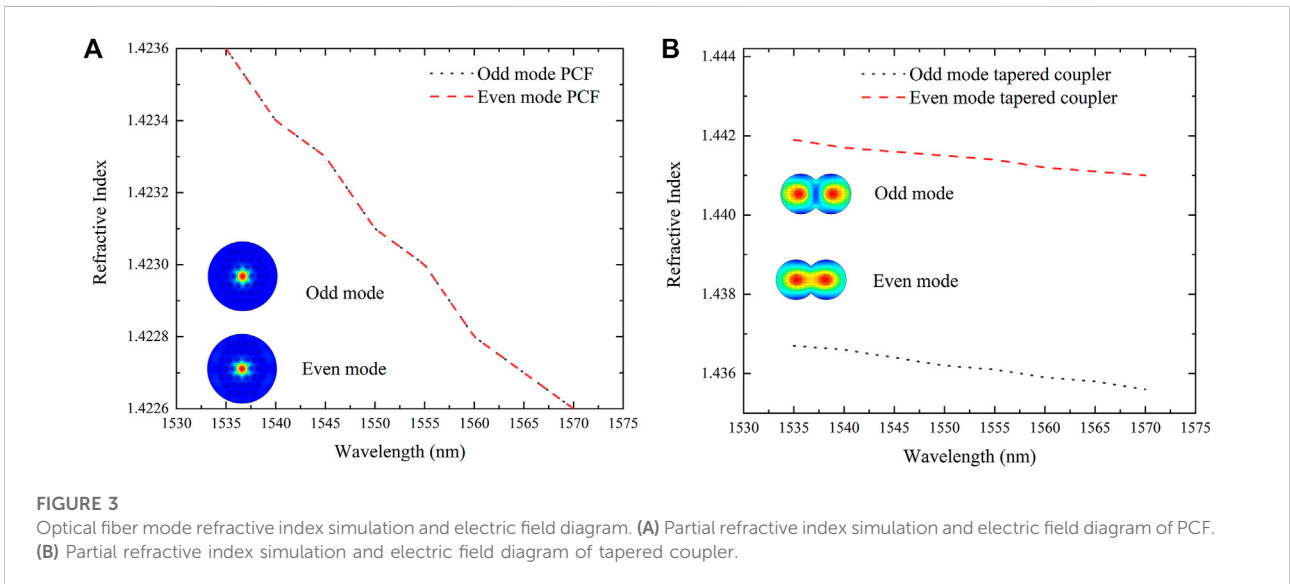 A
Refractive Index
1.4236
1.4234
1.4232
1.4230
1.4228
1.4226
Odd mode PCF
Even mode PCF
Odd mode
Even mode
1530 1535 1540 1545 1550 1555 1560 1565 1570 1575
Wavelength (nm)
B
Refractive Index
1.444
1.442
1.440
1.438
1.436
Odd mode tapered coupler
Even mode tapered coupler
Odd mode
Even mode
1530 1535 1540 1545 1550 1555 1560 1565 1570 1575
Wavelength (nm)
FIGURE 3
Optical fiber mode refractive index simulation and electric field diagram. (A) Partial refractive index simulation and electric field diagram of PCF.
(B) Partial refractive index simulation and electric field diagram of tapered coupler.